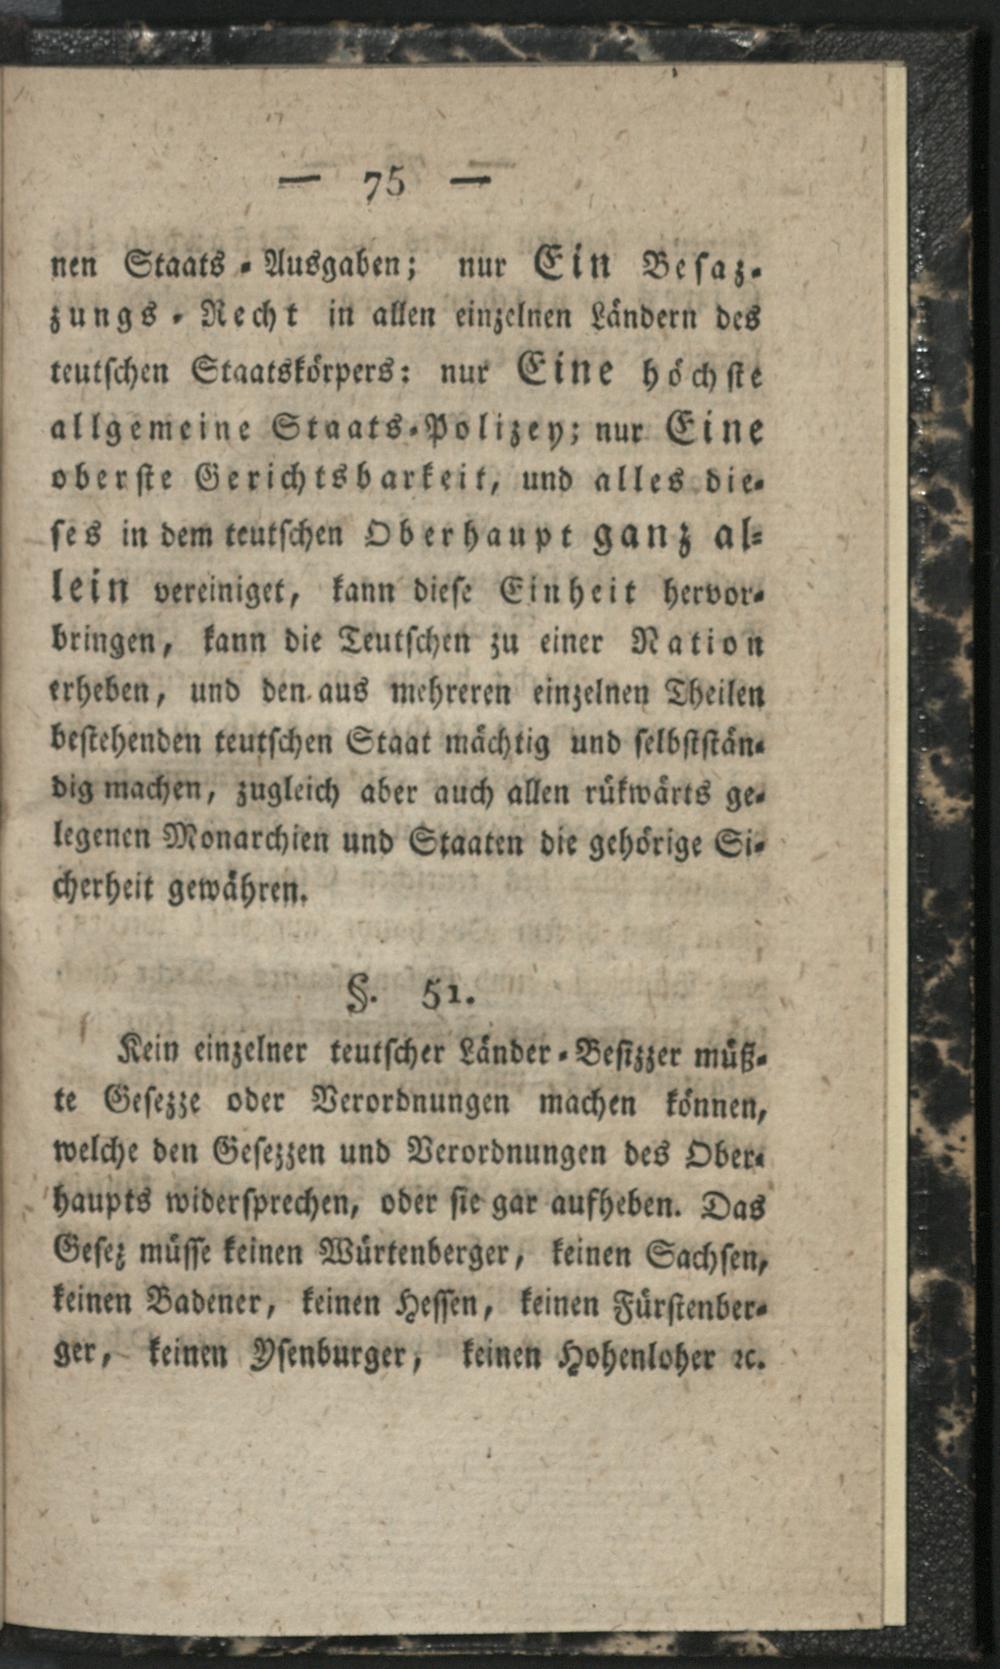 — 75 —
nen Staats-Ausgaben; nur Ein Besaz-
zungs-Recht in allen einzelnen Ländern des
teutschen Staatskörpers: nur Eine höchste
allgemeine Staats-Polizey; nur Eine
oberste Gerichtsbarkeit, und alles die-
ses in dem teutschen Oberhaupt ganz al-
lein vereiniget, kann diese Einheit hervor-
bringen, kann die Teutschen zu einer Nation
erheben, und den aus mehreren einzelnen Theilen
bestehenden teutschen Staat mächtig und selbststän-
dig machen, zugleich aber auch allen rükwärts ge-
legenen Monarchien und Staaten die gehörige Si-
cherheit gewähren.
§. 51.
Kein einzelner teutscher Länder-Besizzer müß-
te Gesezze oder Verordnungen machen können,
welche den Gesezzen und Verordnungen des Ober-
haupts widersprechen, oder sie gar aufheben. Das
Gesez müsse keinen Würtenberger, keinen Sachsen,
keinen Badener, keinen Hessen, keinen Fürstenber-
ger, keinen Ysenburger, keinen Hohenloher ꝛc.